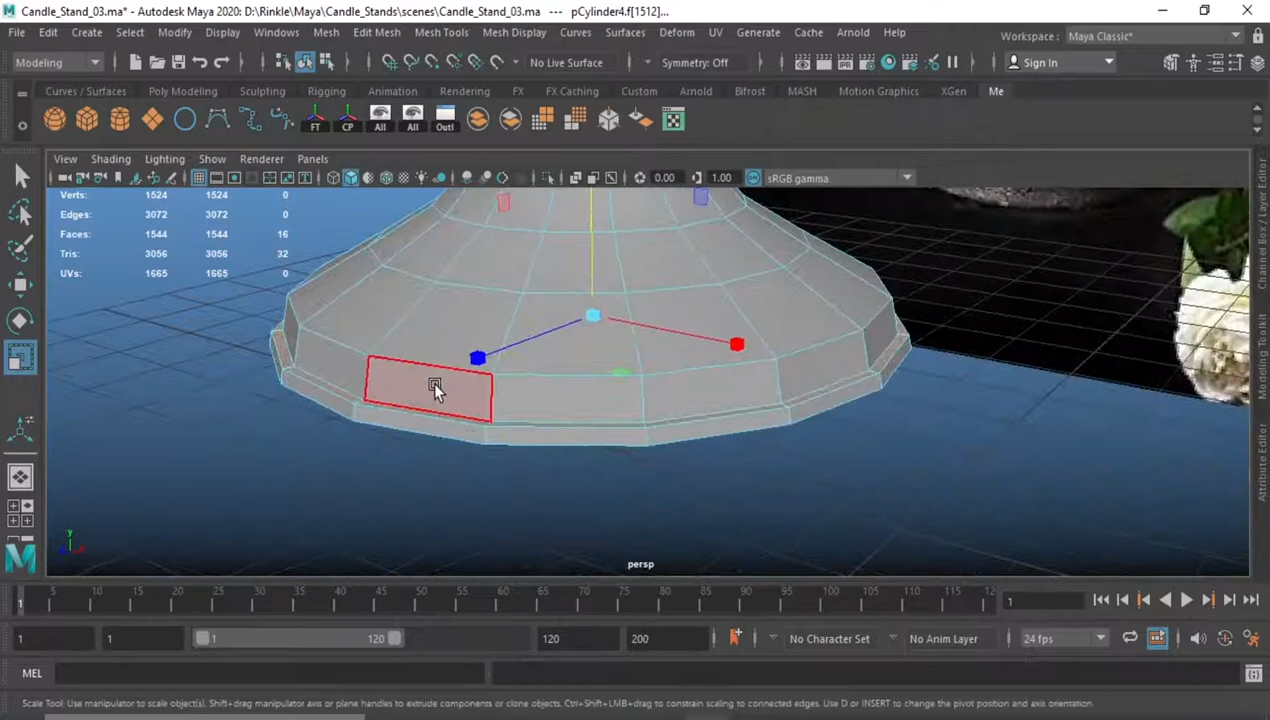 Candle_Stand_03.ma* - Autodesk Maya 2020: D:\Rinkle\Maya\Candle_Stands\scenes\Candle_Stand_03.ma --- pCylinder4.f[1512]...
File Edit Create Select Modify Display Windows Mesh Edit Mesh Mesh Tools Mesh Display Curves Surfaces Deform UV Generate Cache Arnold Help Workspace : Maya Classic*
Modeling No Live Surface Symmetry: Off Sign In
Curves / Surfaces Poly Modeling Sculpting Rigging Animation Rendering FX FX Caching Custom Arnold Bifrost MASH Motion Graphics XGen Me
FT CP All All Outl
View Shading Lighting Show Renderer Panels
0.00 1.00 sRGB gamma
Verts: 1524 1524 0
Edges: 3072 3072 0
Faces: 1544 1544 16
Tris: 3056 3056 32
UVs: 1665 1665 0
Channel Box / Layer Editor
Modeling Toolkit
Attribute Editor
y
persp
5 10 15 20 25 30 35 40 45 50 55 60 65 70 75 80 85 90 95 100 105 110 115 12
1 1
1 1 1 120 120 200 No Character Set No Anim Layer 24 fps
MEL
Scale Tool: Use manipulator to scale object(s). Shift+drag manipulator axis or plane handles to extrude components or clone objects. Ctrl+Shift+LMB+drag to constrain scaling to connected edges. Use D or INSERT to change the pivot position and axis orientation.